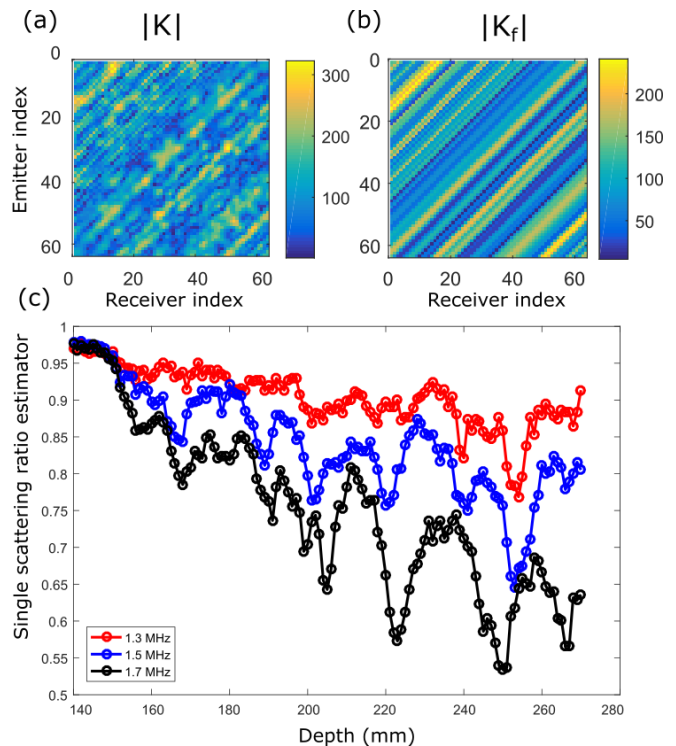 (a) |K| (b) |K_f|
0
20
40
60
Emitter index
0 20 40 60
Receiver index
300
200
100
0
20
40
60
0 20 40 60
Receiver index
200
150
100
50
(c)
1
0.95
0.9
0.85
0.8
0.75
0.7
0.65
0.6
0.55
0.5
Single scattering ratio estimator
1.3 MHz
1.5 MHz
1.7 MHz
140 160 180 200 220 240 260 280
Depth (mm)